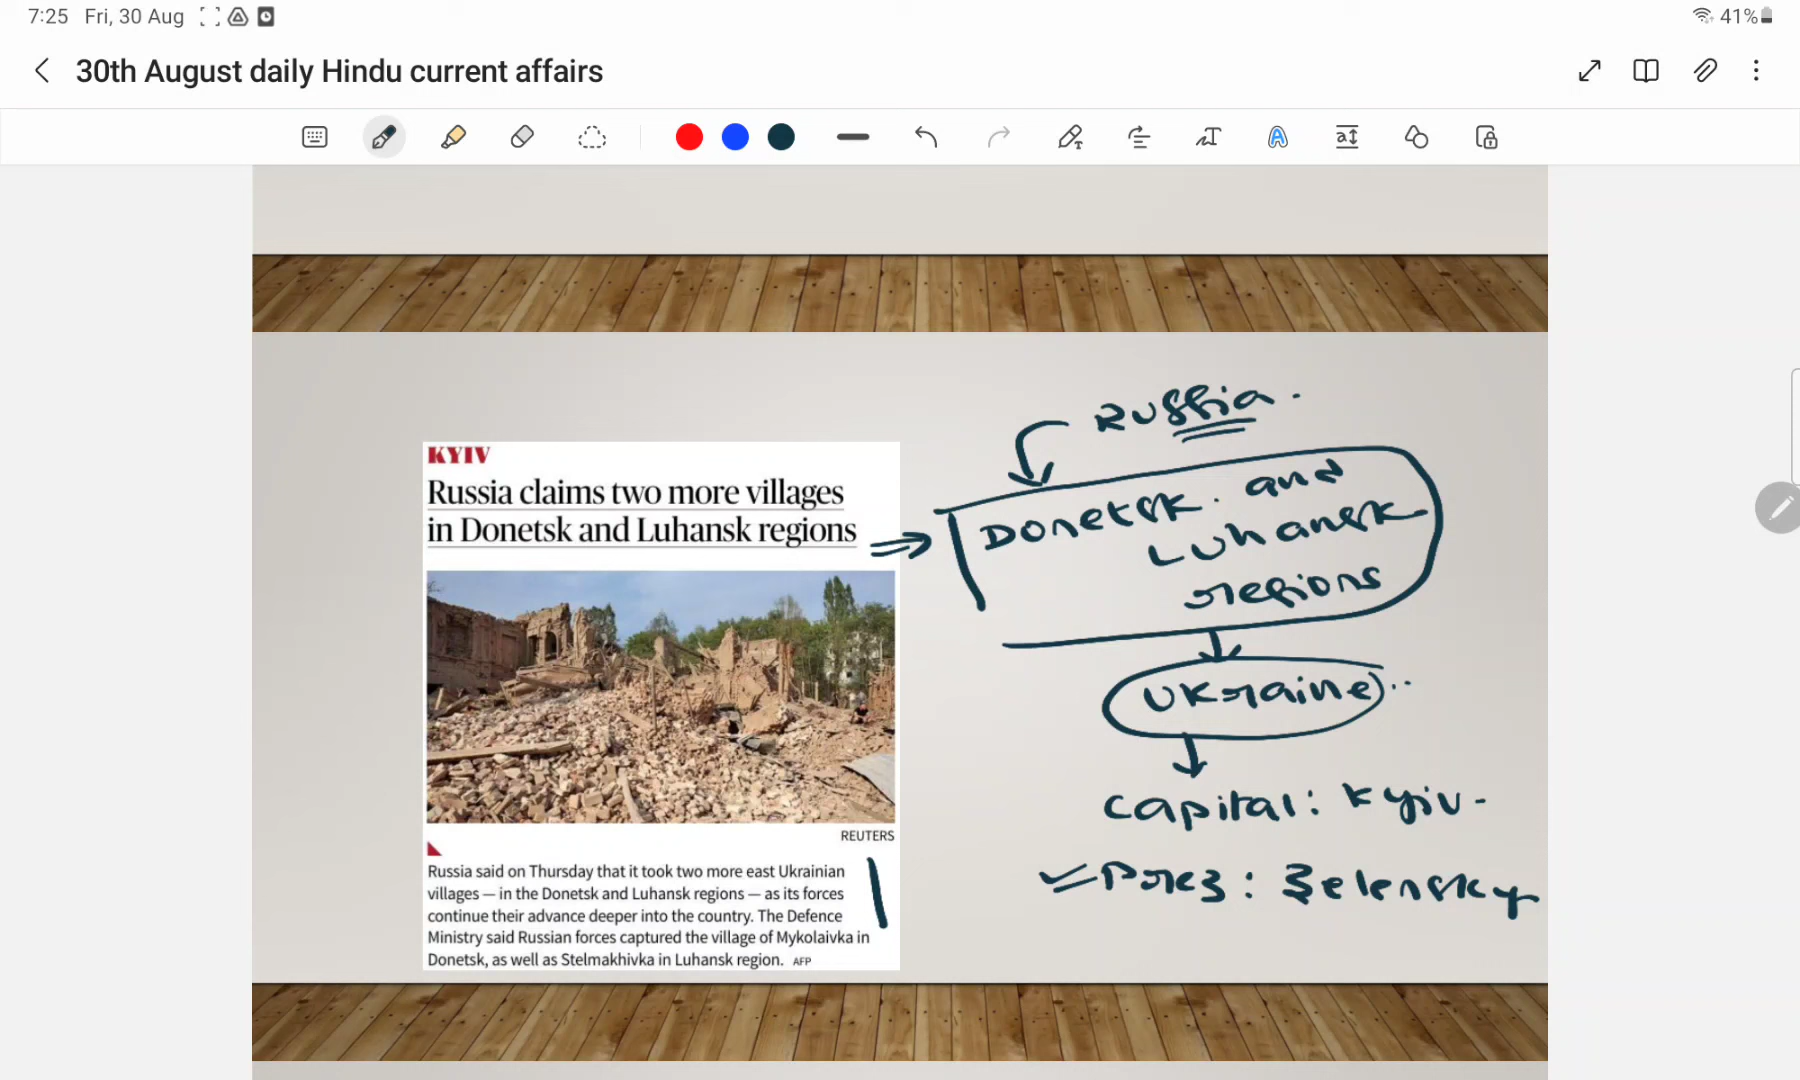 7:25 Fri, 30 Aug
41%
30th August daily Hindu current affairs
KYIV
Russia claims two more villages
in Donetsk and Luhansk regions
REUTERS
Russia said on Thursday that it took two more east Ukrainian
villages — in the Donetsk and Luhansk regions — as its forces
continue their advance deeper into the country. The Defence
Ministry said Russian forces captured the village of Mykolaivka in
Donetsk, as well as Stelmakhivka in Luhansk region. AFP
Russia.
Donetsk. and
Luhansk
regions
Ukraine..
Capital: Kyiv-
Prez: Zelensky